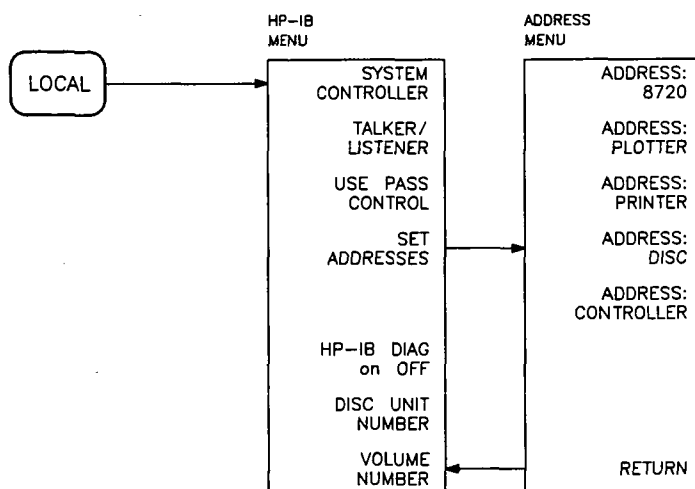 HP-IB
MENU
ADDRESS
MENU
LOCAL
SYSTEM
CONTROLLER
TALKER/
LISTENER
USE PASS
CONTROL
SET
ADDRESSES
HP-IB DIAG
on OFF
DISC UNIT
NUMBER
VOLUME
NUMBER
ADDRESS:
8720
ADDRESS:
PLOTTER
ADDRESS:
PRINTER
ADDRESS:
DISC
ADDRESS:
CONTROLLER
RETURN